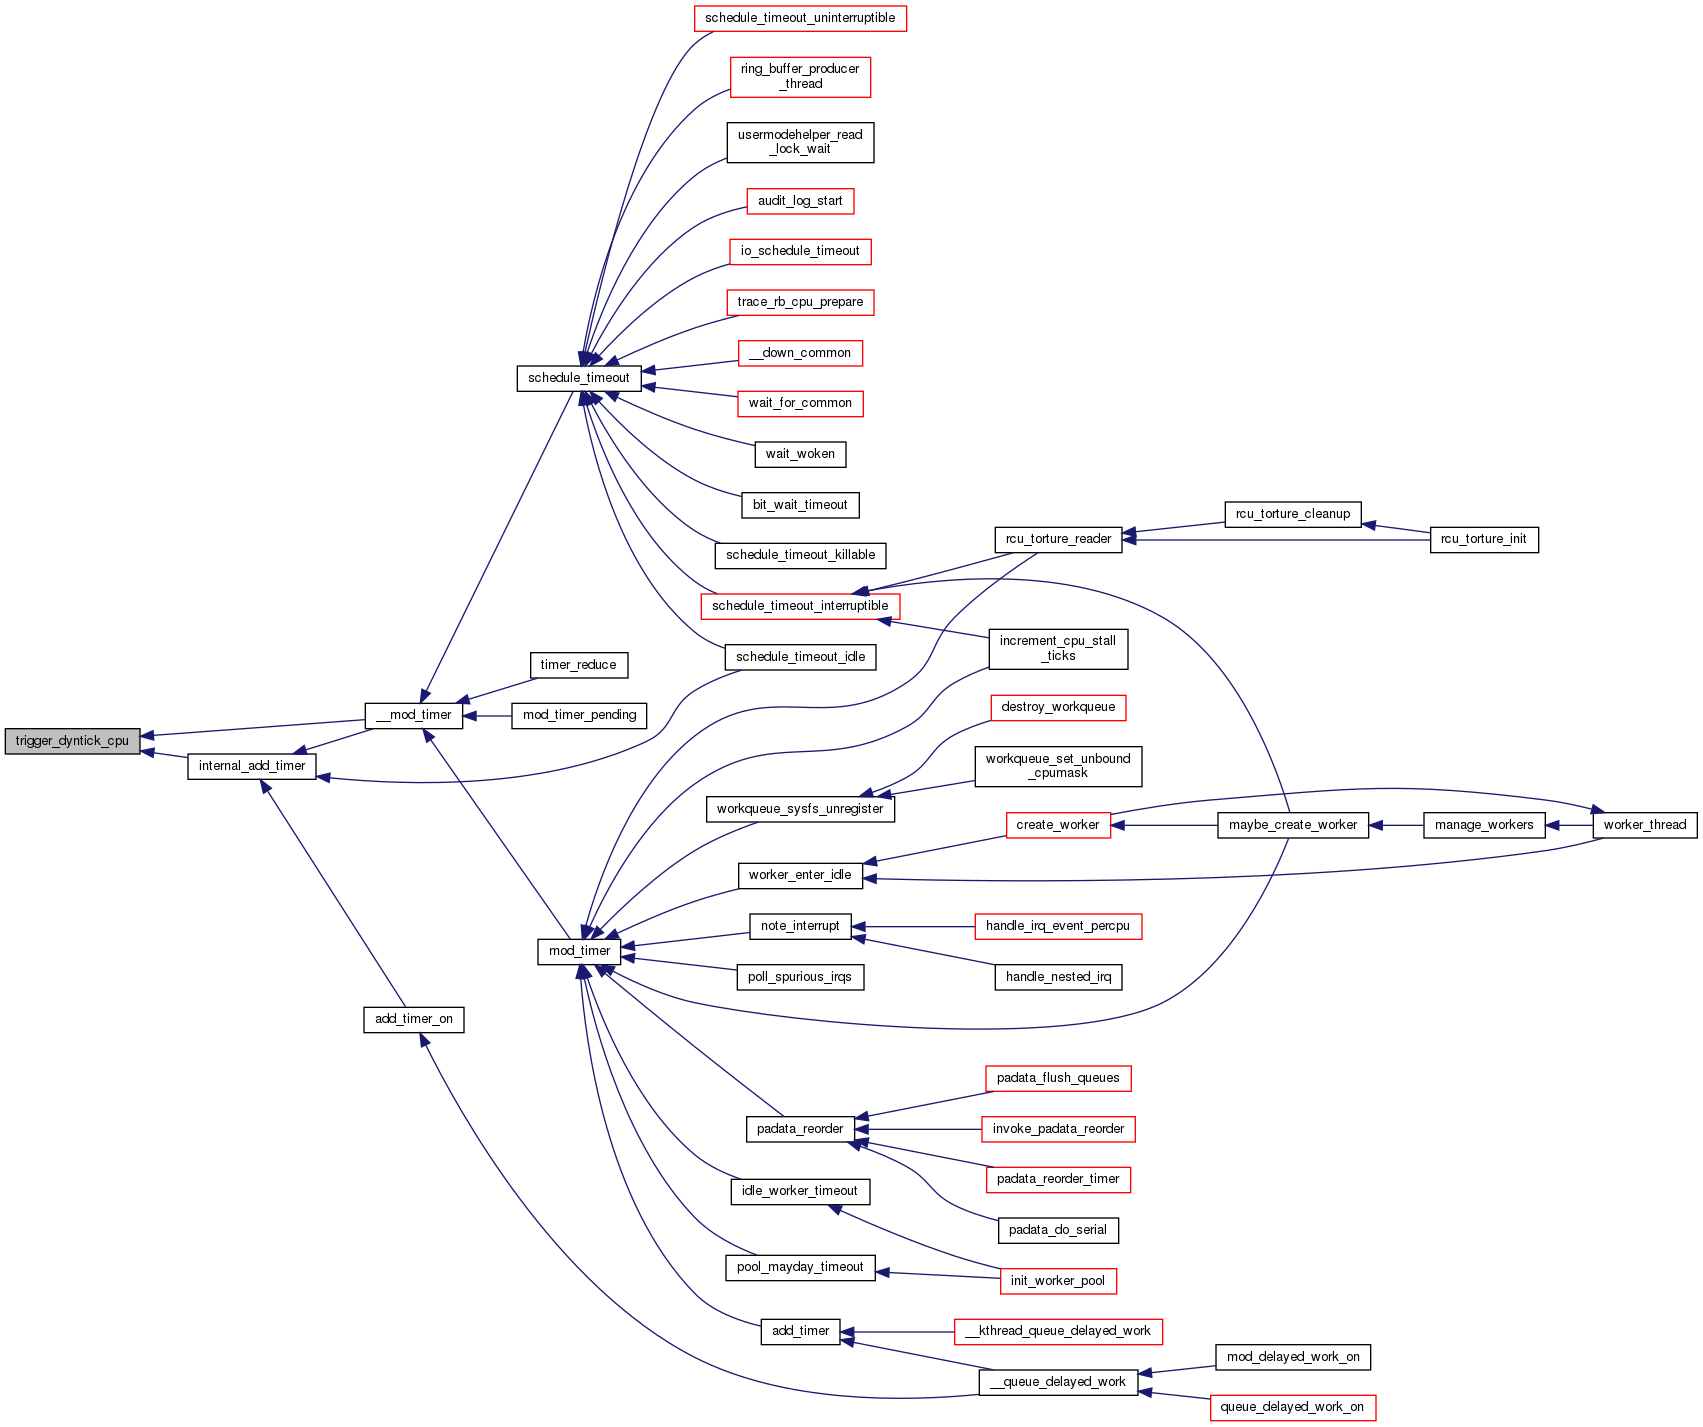 schedule_timeout_uninterruptible
ring_buffer_producer
_thread
usermodehelper_read
_lock_wait
audit_log_start
io_schedule_timeout
trace_rb_cpu_prepare
__down_common
schedule_timeout
wait_for_common
wait_woken
bit_wait_timeout
rcu_torture_cleanup
rcu_torture_reader
rcu_torture_init
schedule_timeout_killable
schedule_timeout_interruptible
increment_cpu_stall
_ticks
schedule_timeout_idle
timer_reduce
__mod_timer
mod_timer_pending
destroy_workqueue
trigger_dyntick_cpu
internal_add_timer
workqueue_set_unbound
_cpumask
workqueue_sysfs_unregister
create_worker
maybe_create_worker
manage_workers
worker_thread
worker_enter_idle
note_interrupt
handle_irq_event_percpu
mod_timer
poll_spurious_irqs
handle_nested_irq
add_timer_on
padata_flush_queues
padata_reorder
invoke_padata_reorder
padata_reorder_timer
idle_worker_timeout
padata_do_serial
pool_mayday_timeout
init_worker_pool
add_timer
__kthread_queue_delayed_work
mod_delayed_work_on
__queue_delayed_work
queue_delayed_work_on